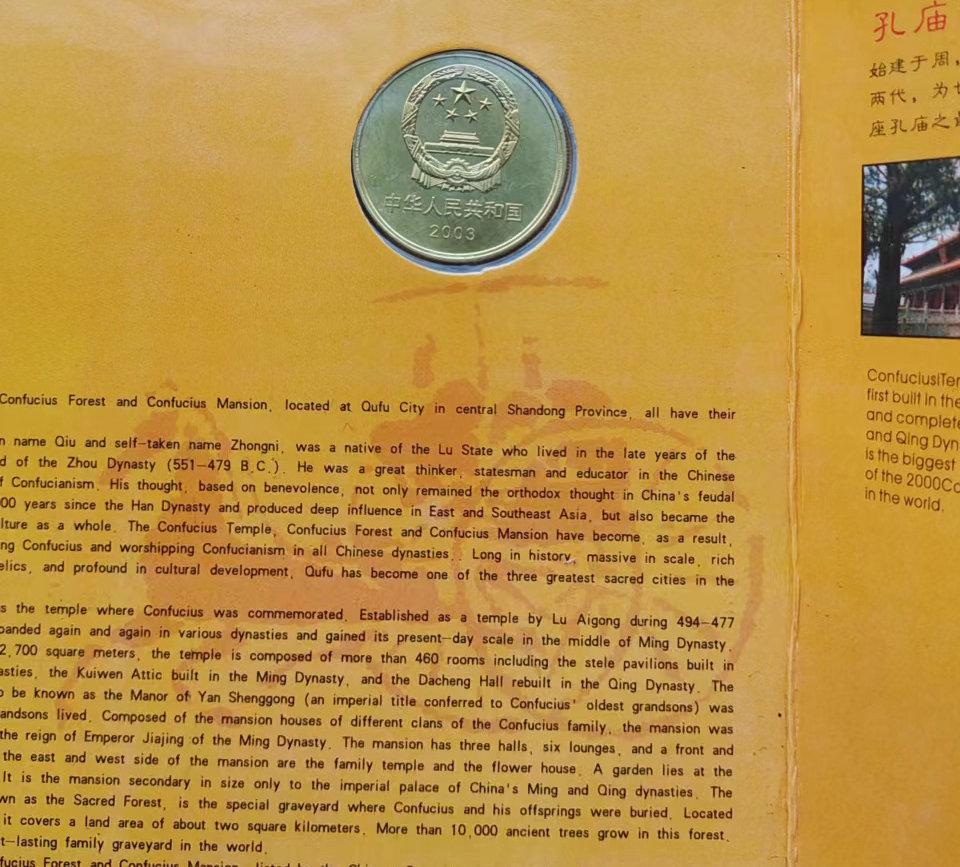 中华人民共和国
2003
Confucius Forest and Confucius Mansion, located at Qufu City in central Shandong Province, all have their
name Qiu and self-taken name Zhongni, was a native of the Lu State who lived in the late years of the
of the Zhou Dynasty (551-479 B.C.). He was a great thinker, statesman and educator in the Chinese
Confucianism. His thought, based on benevolence, not only remained the orthodox thought in China's feudal
00 years since the Han Dynasty and produced deep influence in East and Southeast Asia, but also became the
lture as a whole. The Confucius Temple, Confucius Forest and Confucius Mansion have become, as a result,
ng Confucius and worshipping Confucianism in all Chinese dynasties. Long in history, massive in scale, rich
elics, and profound in cultural development, Qufu has become one of the three greatest sacred cities in the
s the temple where Confucius was commemorated. Established as a temple by Lu Aigong during 494-477
panded again and again in various dynasties and gained its present-day scale in the middle of Ming Dynasty.
2,700 square meters, the temple is composed of more than 460 rooms including the stele pavilions built in
asties, the Kuiwen Attic built in the Ming Dynasty, and the Dacheng Hall rebuilt in the Qing Dynasty. The
o be known as the Manor of Yan Shenggong (an imperial title conferred to Confucius' oldest grandsons) was
andsons lived. Composed of the mansion houses of different clans of the Confucius family, the mansion was
the reign of Emperor Jiajing of the Ming Dynasty. The mansion has three halls, six lounges, and a front and
the east and west side of the mansion are the family temple and the flower house. A garden lies at the
It is the mansion secondary in size only to the imperial palace of China's Ming and Qing dynasties. The
wn as the Sacred Forest, is the special graveyard where Confucius and his offsprings were buried. Located
it covers a land area of about two square kilometers. More than 10,000 ancient trees grow in this forest.
t-lasting family graveyard in the world.
fucius Forest and Confucius Mansion, listed by the
孔庙
始建于周，
两代，为
座孔庙之
Confucius|Te
first built in the
and complete
and Qing Dyn
is the biggest
of the 2000Co
in the world.